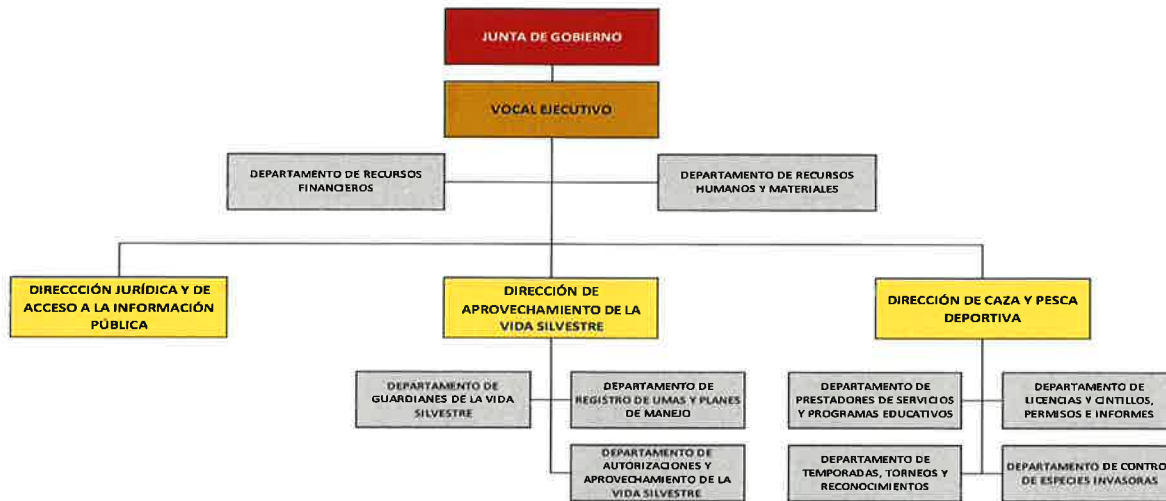 JUNTA DE GOBIERNO
VOCAL EJECUTIVO
DEPARTAMENTO DE RECURSOS
FINANCIEROS
DEPARTAMENTO DE RECURSOS
HUMANOS Y MATERIALES
DIRECCCIÓN JURÍDICA Y DE
ACCESO A LA INFORMACIÓN
PÚBLICA
DIRECCIÓN DE
APROVECHAMIENTO DE LA
VIDA SILVESTRE
DIRECCIÓN DE CAZA Y PESCA
DEPORTIVA
DEPARTAMENTO DE
GUARDIANES DE LA VIDA
SILVESTRE
DEPARTAMENTO DE
REGISTRO DE UMAS Y PLANES
DE MANEJO
DEPARTAMENTO DE
PRESTADORES DE SERVICIOS
Y PROGRAMAS EDUCATIVOS
DEPARTAMENTO DE
LICENCIAS Y CINTILLOS,
PERMISOS E INFORMES
DEPARTAMENTO DE
AUTORIZACIONES Y
APROVECHAMIENTO DE LA
VIDA SILVESTRE
DEPARTAMENTO DE
TEMPORADAS, TORNEOS Y
RECONOCIMIENTOS
DEPARTAMENTO DE CONTRO
DE ESPECIES INVASORAS